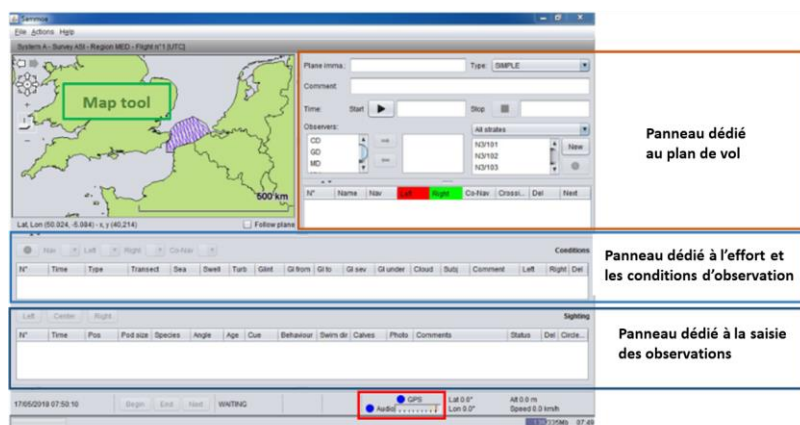 Sammoa
File Actions Help
System A - Survey ASI - Region MED - Flight n°1 [UTC]
Map tool
500 km
Lat, Lon (50.024, -5.084) - x, y (40,214)
Follow plane
Plane imma.:
Type: SIMPLE
Comment:
Time: Start Stop
Observers:
All strates
CD
GD
MD
N3/101
N3/102
N3/103
New
N° Name Nav Left Right Co-Nav Crossi... Del Next
Panneau dédié
au plan de vol
Nav Left Right Co-Nav Conditions
N° Time Type Transect Sea Swell Turb Glint Gl from Gl to Gl sev Gl under Cloud Subj Comment Left Right Del
Panneau dédié à l'effort et
les conditions d'observation
Left Center Right Sighting
N° Time Pos Pod size Species Angle Age Cue Behaviour Swim dir Calves Photo Comments Status Del Circle...
Panneau dédié à la saisie
des observations
17/05/2019 07:50:10 Begin End Next WAITING
GPS
Audio
Lat 0.0°
Lon 0.0°
Alt 0.0 m
Speed 0.0 km/h
07:49